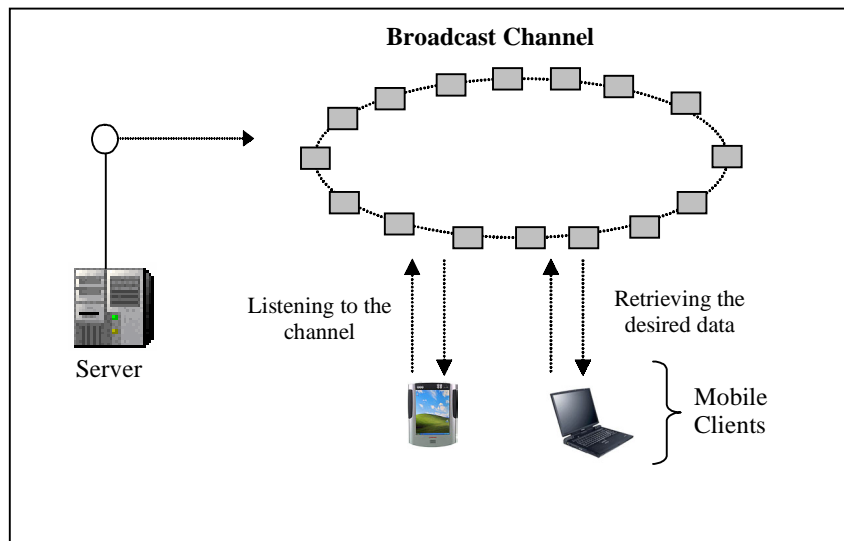 Broadcast Channel
Listening to the
channel
Retrieving the
desired data
Server
Mobile
Clients